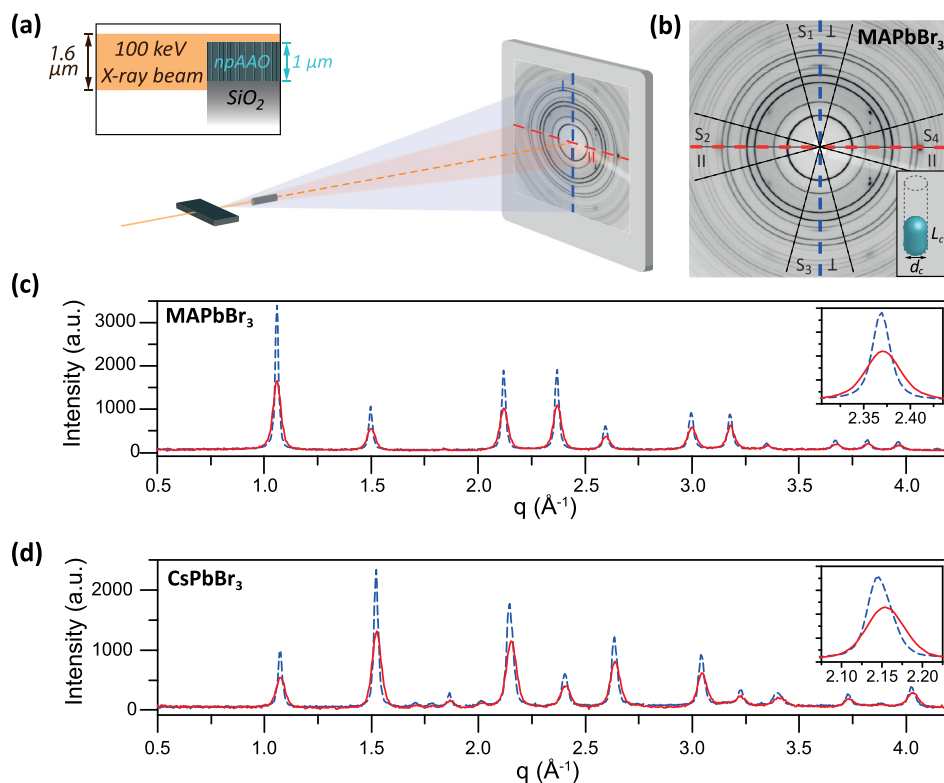 (a)
1.6
μm
100 keV
X-ray beam
npAAO
SiO2
1 μm
⊥
||
(b)
MAPbBr3
S1 ⊥
S2
||
S4
||
S3 ⊥
Lc
dc
(c)
MAPbBr3
Intensity (a.u.)
3000
2000
1000
0
0.5 1.0 1.5 2.0 2.5 3.0 3.5 4.0
q (Å-1)
2.37 2.40
(d)
CsPbBr3
Intensity (a.u.)
2000
1000
0
0.5 1.0 1.5 2.0 2.5 3.0 3.5 4.0
q (Å-1)
2.10 2.15 2.20